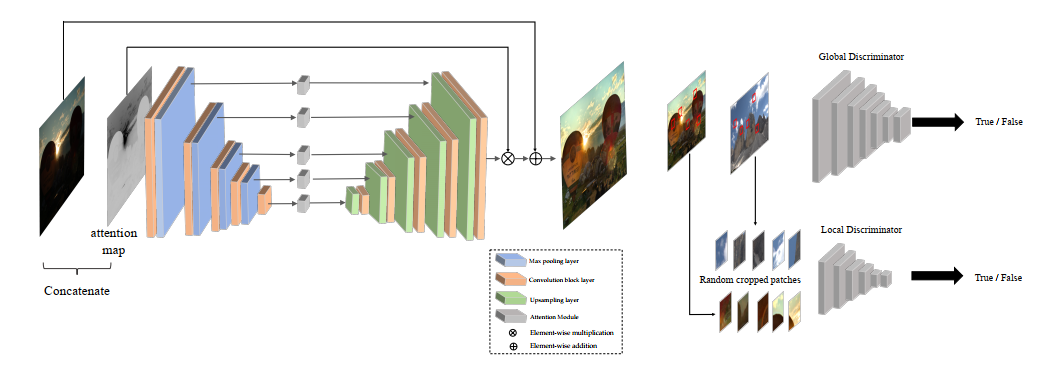 Global Discriminator
True / False
attention
map
Concatenate
Local Discriminator
True / False
Random cropped patches
Max pooling layer
Convolution block layer
Upsampling layer
Attention Module
Element-wise multiplication
Element-wise addition